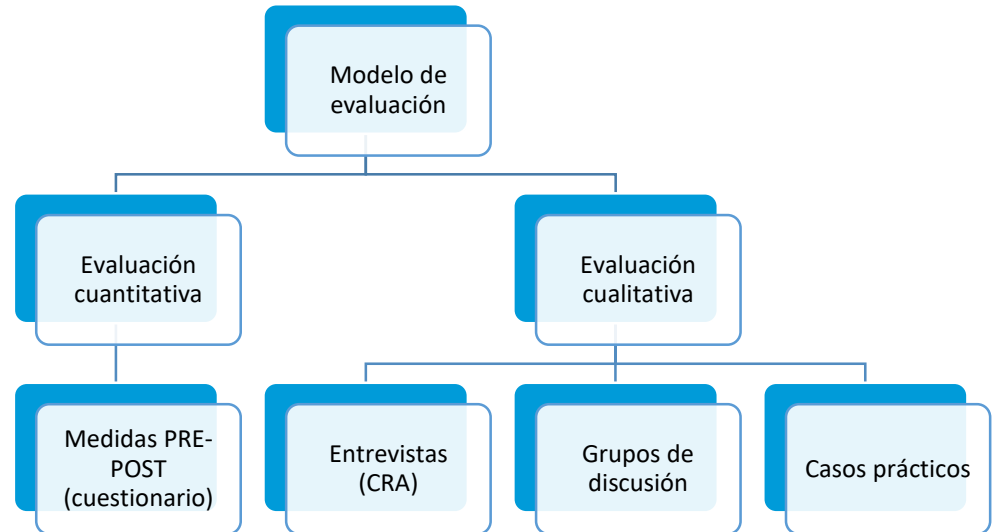 Modelo de
evaluación
Evaluación
cuantitativa
Evaluación
cualitativa
Medidas PRE-
POST
(cuestionario)
Entrevistas
(CRA)
Grupos de
discusión
Casos prácticos